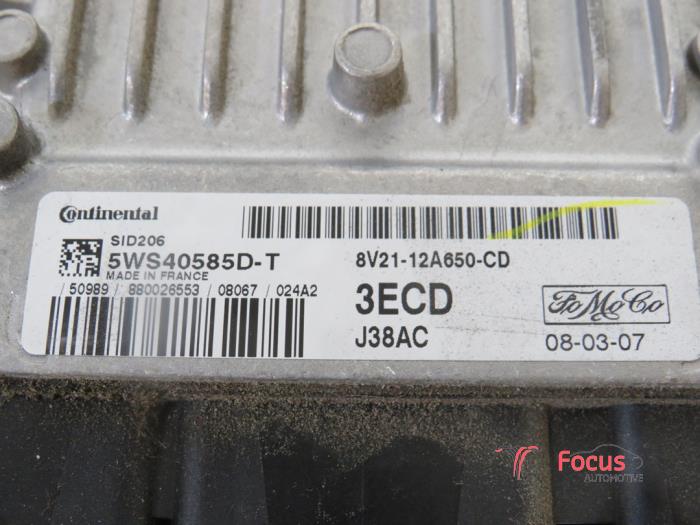 Continental
SID206
5WS40585D-T
MADE IN FRANCE
/ 50989 / 880026553 / 08067 / 024A2
8V21-12A650-CD
3ECD
J38AC
FoMoCo
08-03-07
Focus
AUTOMOTIVE